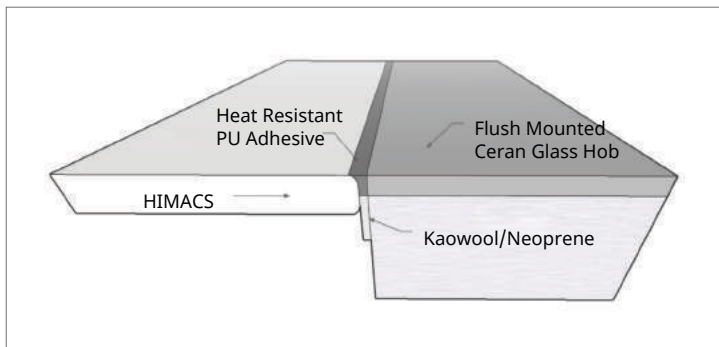 Heat Resistant
PU Adhesive
Flush Mounted
Ceran Glass Hob
HIMACS
Kaowool/Neoprene